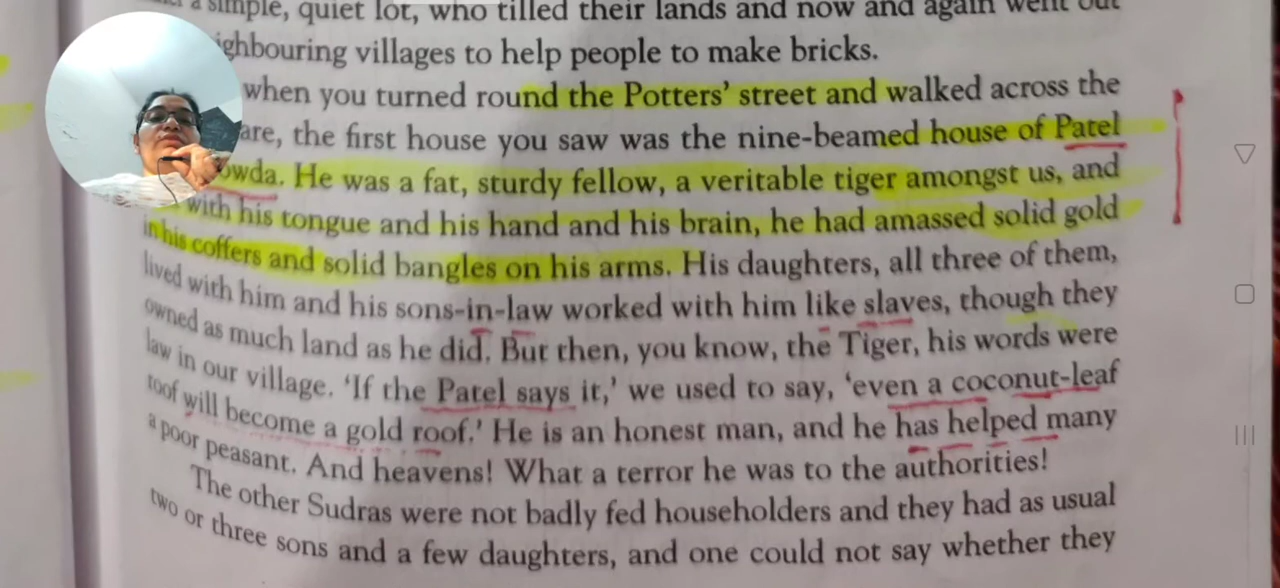 a simple, quiet lot, who tilled their lands and now and again went out
ighbouring villages to help people to make bricks.
when you turned round the Potters’ street and walked across the
are, the first house you saw was the nine-beamed house of Patel
owda. He was a fat, sturdy fellow, a veritable tiger amongst us, and
with his tongue and his hand and his brain, he had amassed solid gold
in his coffers and solid bangles on his arms. His daughters, all three of them,
lived with him and his sons-in-law worked with him like slaves, though they
owned as much land as he did. But then, you know, the Tiger, his words were
law in our village. ‘If the Patel says it,’ we used to say, ‘even a coconut-leaf
roof will become a gold roof.’ He is an honest man, and he has helped many
a poor peasant. And heavens! What a terror he was to the authorities!
The other Sudras were not badly fed householders and they had as usual
two or three sons and a few daughters, and one could not say whether they